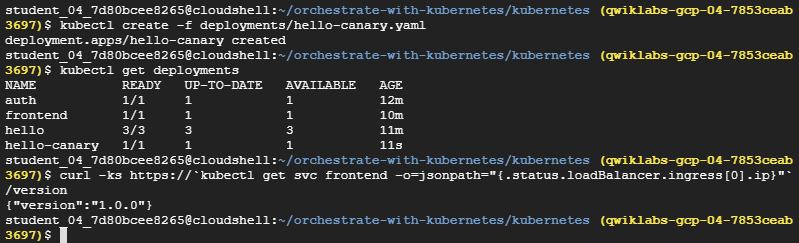 student_04_7d80bcee8265@cloudshell:~/orchestrate-with-kubernetes/kubernetes (qwiklabs-gcp-04-7853ceab
3697)$ kubectl create -f deployments/hello-canary.yaml
deployment.apps/hello-canary created
student_04_7d80bcee8265@cloudshell:~/orchestrate-with-kubernetes/kubernetes (qwiklabs-gcp-04-7853ceab
3697)$ kubectl get deployments
NAME           READY   UP-TO-DATE   AVAILABLE   AGE
auth           1/1     1            1           12m
frontend       1/1     1            1           10m
hello          3/3     3            3           11m
hello-canary   1/1     1            1           11s
student_04_7d80bcee8265@cloudshell:~/orchestrate-with-kubernetes/kubernetes (qwiklabs-gcp-04-7853ceab
3697)$ curl -ks https://`kubectl get svc frontend -o=jsonpath="{.status.loadBalancer.ingress[0].ip}"`
/version
{"version":"1.0.0"}
student_04_7d80bcee8265@cloudshell:~/orchestrate-with-kubernetes/kubernetes (qwiklabs-gcp-04-7853ceab
3697)$